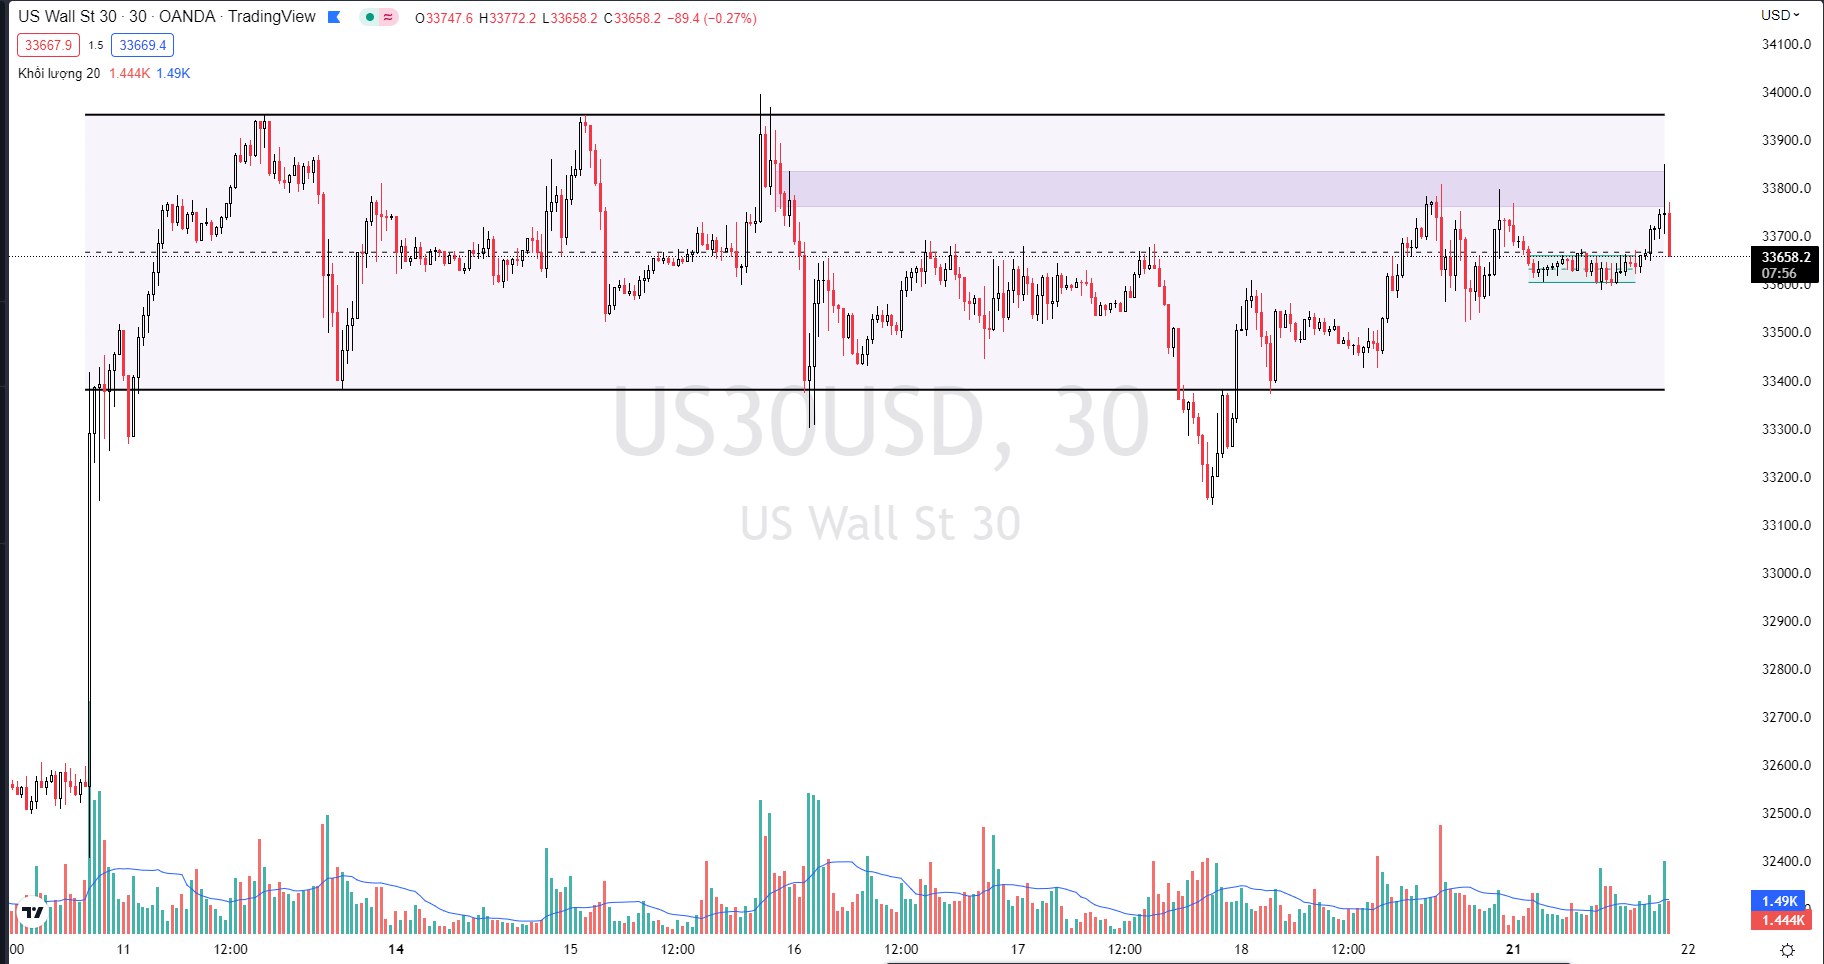 US Wall St 30 · 30 · OANDA · TradingView O33747.6 H33772.2 L33658.2 C33658.2 −89.4 (−0.27%)
USD
33667.9 1.5 33669.4
Khối lượng 20 1.444K 1.49K
34100.0
34000.0
33900.0
33800.0
33700.0
33658.2
07:56
33600.0
33500.0
33400.0
33300.0
33200.0
33100.0
33000.0
32900.0
32800.0
32700.0
32600.0
32500.0
32400.0
US30USD, 30
US Wall St 30
1.49K
1.444K
:00 11 12:00 14 15 12:00 16 12:00 17 12:00 18 12:00 21 22